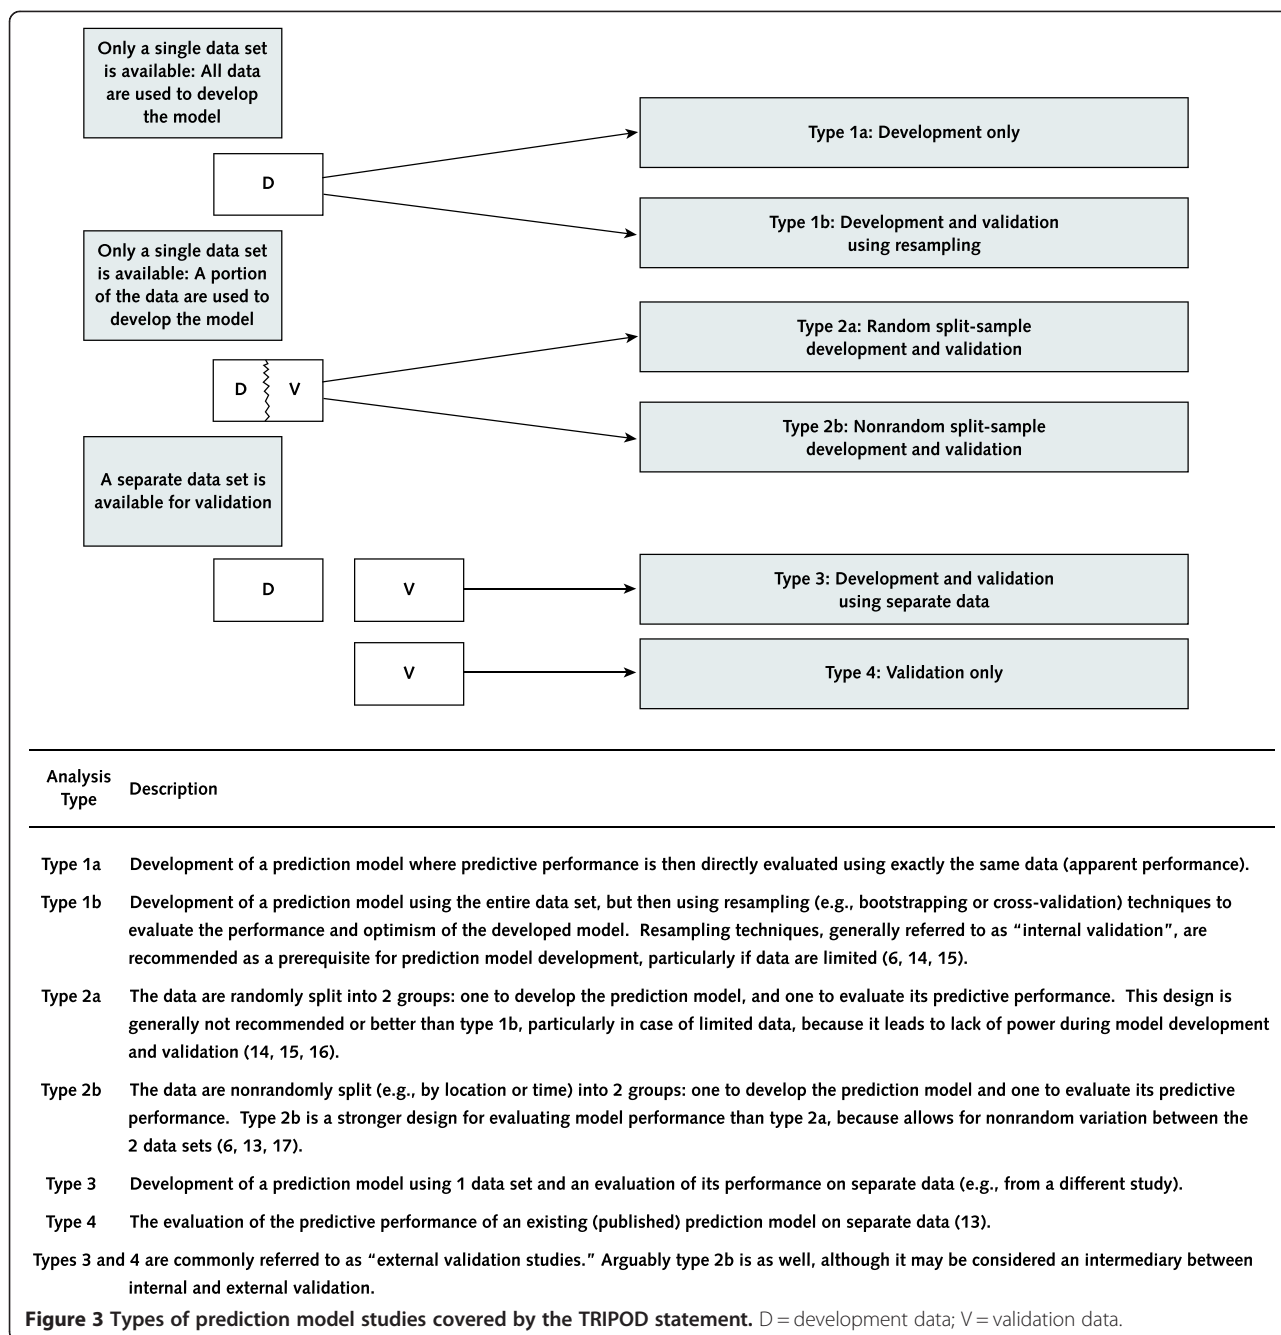 Only a single data set
is available: All data
are used to develop
the model
Type 1a: Development only
D
Type 1b: Development and validation
using resampling
Only a single data set
is available: A portion
of the data are used to
develop the model
Type 2a: Random split-sample
development and validation
D V
Type 2b: Nonrandom split-sample
development and validation
A separate data set is
available for validation
D V
Type 3: Development and validation
using separate data
V
Type 4: Validation only
Analysis
Type
Description
Type 1a Development of a prediction model where predictive performance is then directly evaluated using exactly the same data (apparent performance).
Type 1b Development of a prediction model using the entire data set, but then using resampling (e.g., bootstrapping or cross-validation) techniques to
evaluate the performance and optimism of the developed model. Resampling techniques, generally referred to as “internal validation”, are
recommended as a prerequisite for prediction model development, particularly if data are limited (6, 14, 15).
Type 2a The data are randomly split into 2 groups: one to develop the prediction model, and one to evaluate its predictive performance. This design is
generally not recommended or better than type 1b, particularly in case of limited data, because it leads to lack of power during model development
and validation (14, 15, 16).
Type 2b The data are nonrandomly split (e.g., by location or time) into 2 groups: one to develop the prediction model and one to evaluate its predictive
performance. Type 2b is a stronger design for evaluating model performance than type 2a, because allows for nonrandom variation between the
2 data sets (6, 13, 17).
Type 3 Development of a prediction model using 1 data set and an evaluation of its performance on separate data (e.g., from a different study).
Type 4 The evaluation of the predictive performance of an existing (published) prediction model on separate data (13).
Types 3 and 4 are commonly referred to as “external validation studies.” Arguably type 2b is as well, although it may be considered an intermediary between
internal and external validation.
Figure 3 Types of prediction model studies covered by the TRIPOD statement. D = development data; V = validation data.